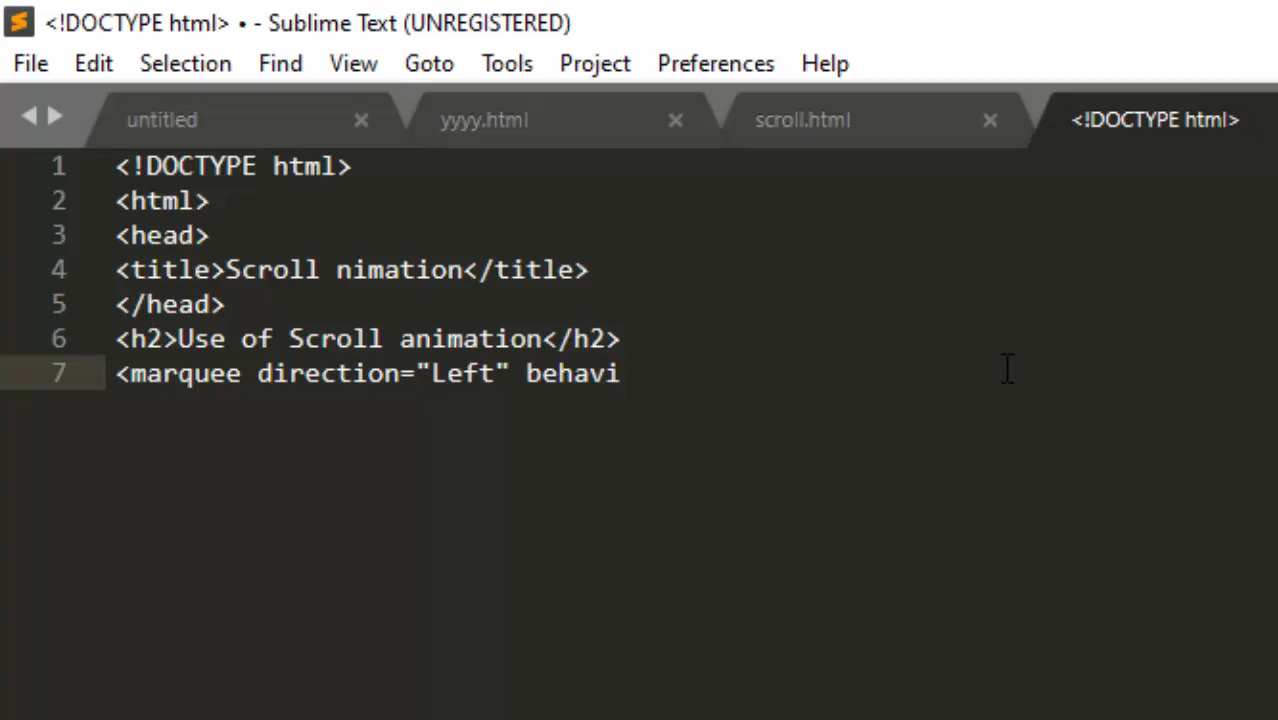 <!DOCTYPE html> • - Sublime Text (UNREGISTERED)
File Edit Selection Find View Goto Tools Project Preferences Help
untitled yyyy.html scroll.html <!DOCTYPE html>
1 <!DOCTYPE html>
2 <html>
3 <head>
4 <title>Scroll nimation</title>
5 </head>
6 <h2>Use of Scroll animation</h2>
7 <marquee direction="Left" behavi